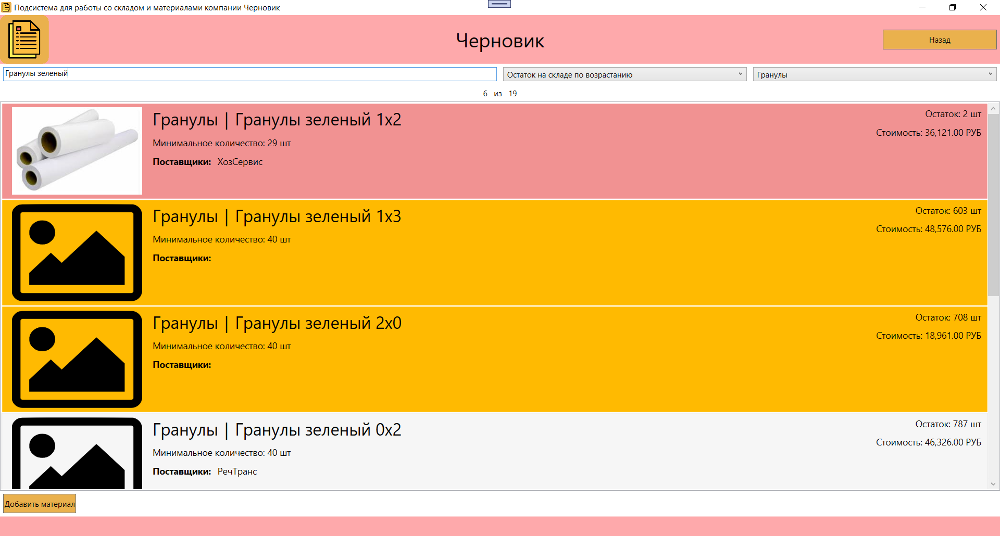 Подсистема для работы со складом и материалами компании Черновик
Черновик
Назад
Гранулы зеленый
Остаток на складе по возрастанию
Гранулы
6 из 19
Гранулы | Гранулы зеленый 1x2
Остаток: 2 шт
Минимальное количество: 29 шт
Стоимость: 36,121.00 РУБ
Поставщики: ХозСервис
Гранулы | Гранулы зеленый 1x3
Остаток: 603 шт
Минимальное количество: 40 шт
Стоимость: 48,576.00 РУБ
Поставщики:
Гранулы | Гранулы зеленый 2x0
Остаток: 708 шт
Минимальное количество: 40 шт
Стоимость: 18,961.00 РУБ
Поставщики:
Гранулы | Гранулы зеленый 0x2
Остаток: 787 шт
Минимальное количество: 40 шт
Стоимость: 46,326.00 РУБ
Поставщики: РечТранс
Добавить материал